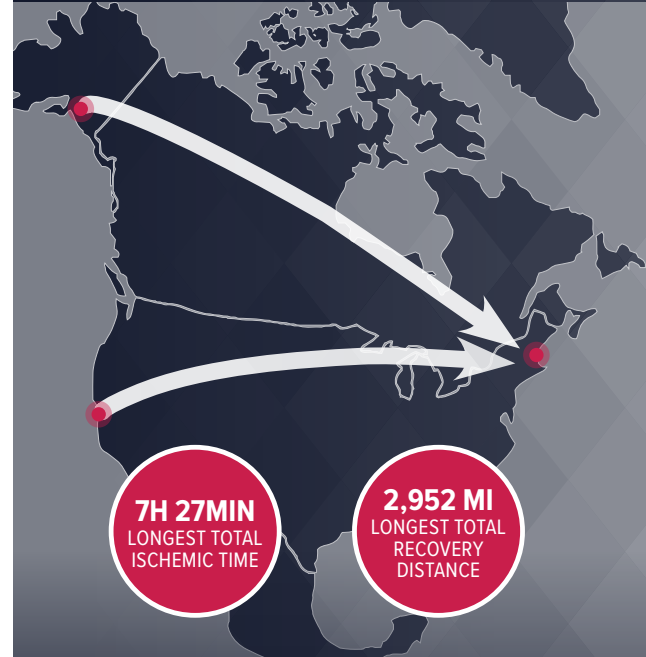 7H 27MIN
LONGEST TOTAL
ISCHEMIC TIME
2,952 MI
LONGEST TOTAL
RECOVERY
DISTANCE